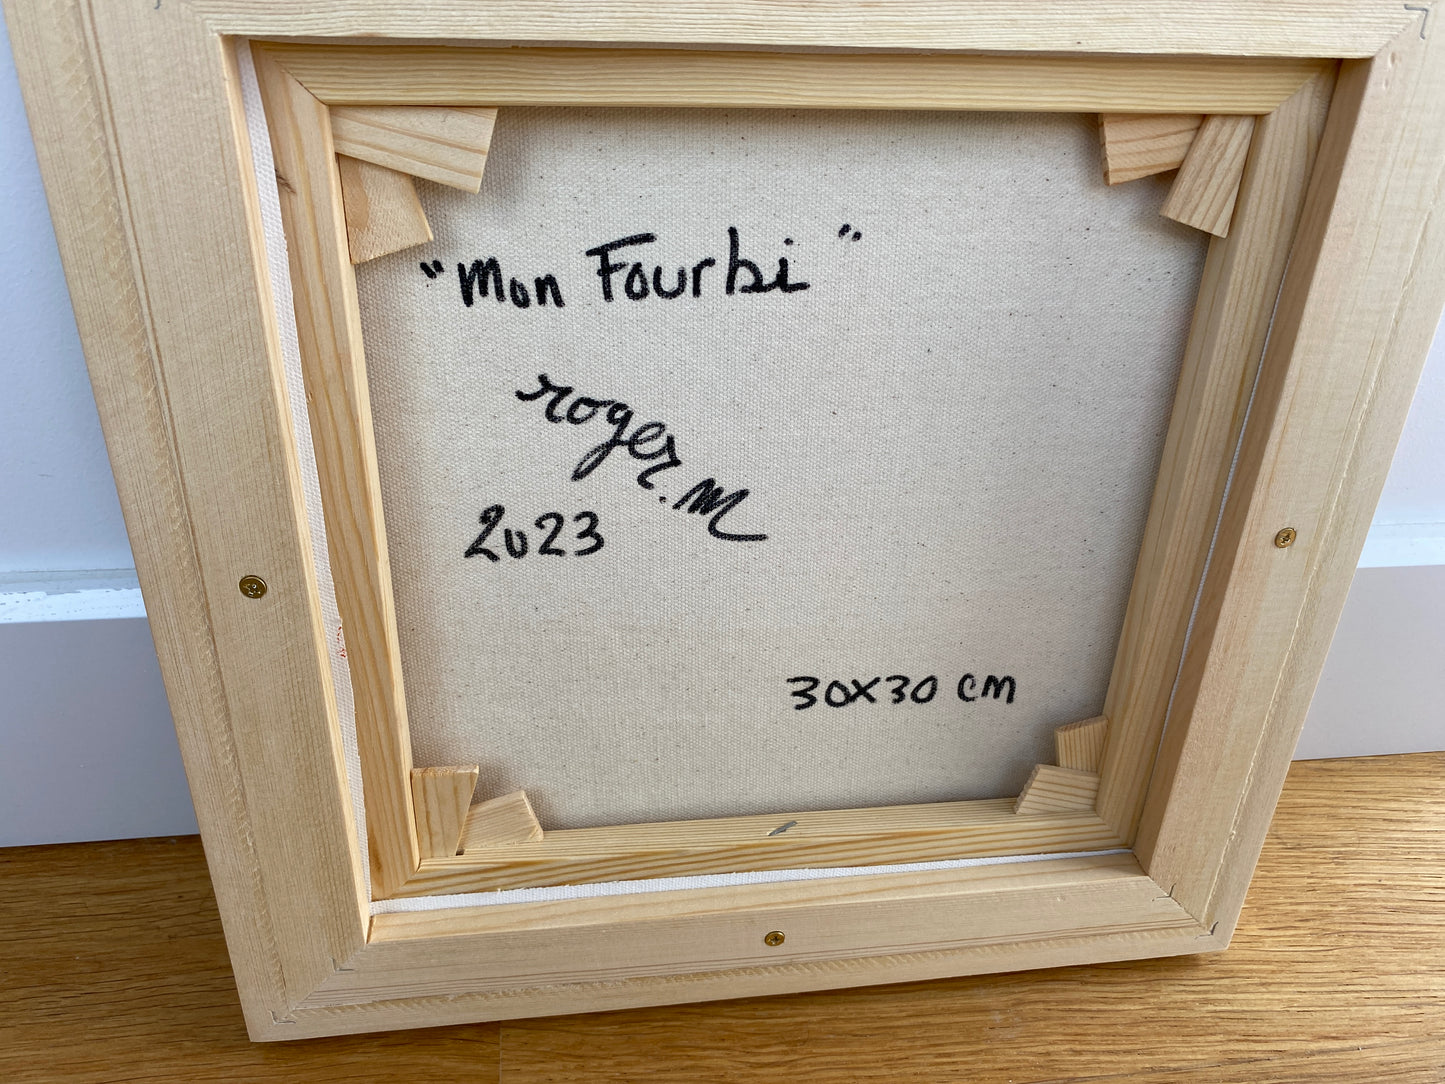 "Mon Fourbi"
roger.m
2023
30x30 cm